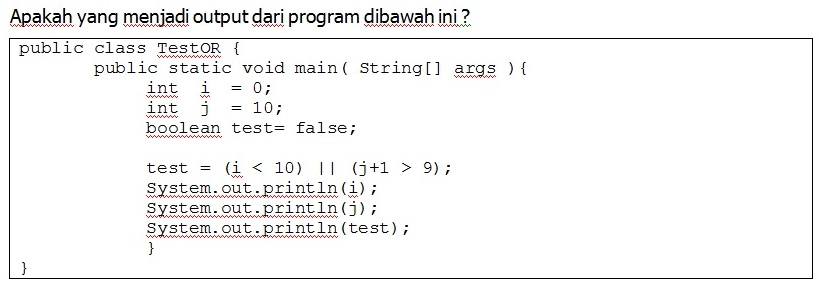 Apakah yang menjadi output dari program dibawah ini ?
public class TestOR {
public static void main( String[] args ){
int i = 0;
int j = 10;
boolean test= false;
test = (i < 10) || (j+1 > 9);
System.out.println(i);
System.out.println(j);
System.out.println(test);
}
}